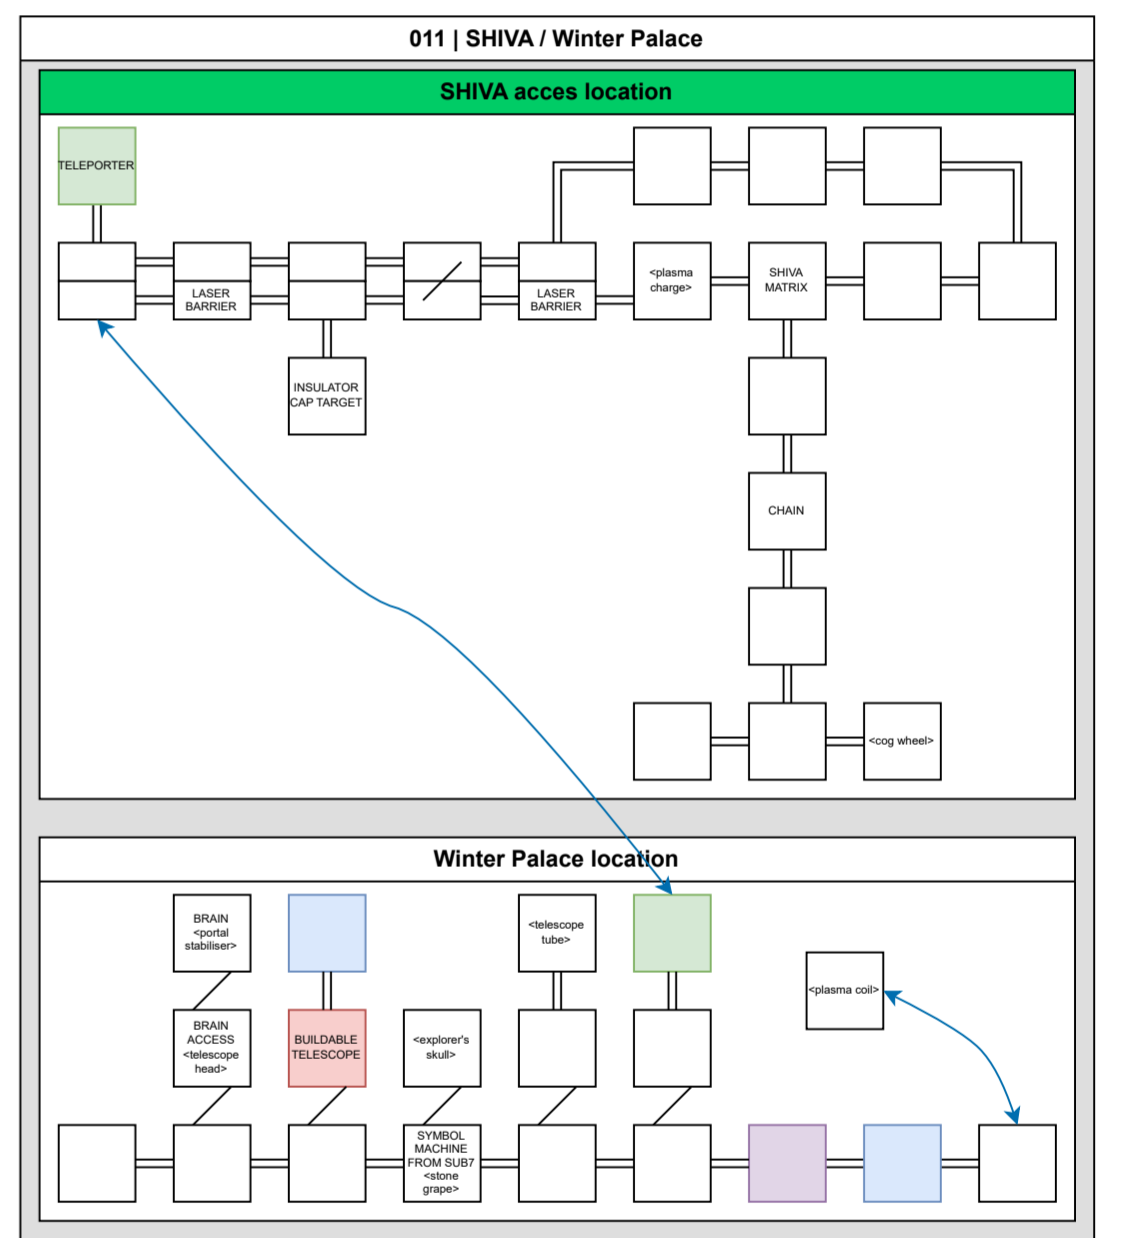 011 | SHIVA / Winter Palace
SHIVA acces location
TELEPORTER
<plasma
charge>
SHIVA
MATRIX
LASER
BARRIER
LASER
BARRIER
INSULATOR
CAP TARGET
CHAIN
<cog wheel>
Winter Palace location
BRAIN
<portal
stabiliser>
<telescope
tube>
<plasma coil>
BRAIN
ACCESS
<telescope
head>
BUILDABLE
TELESCOPE
<explorer's
skull>
SYMBOL
MACHINE
FROM SUB7
<stone
grape>